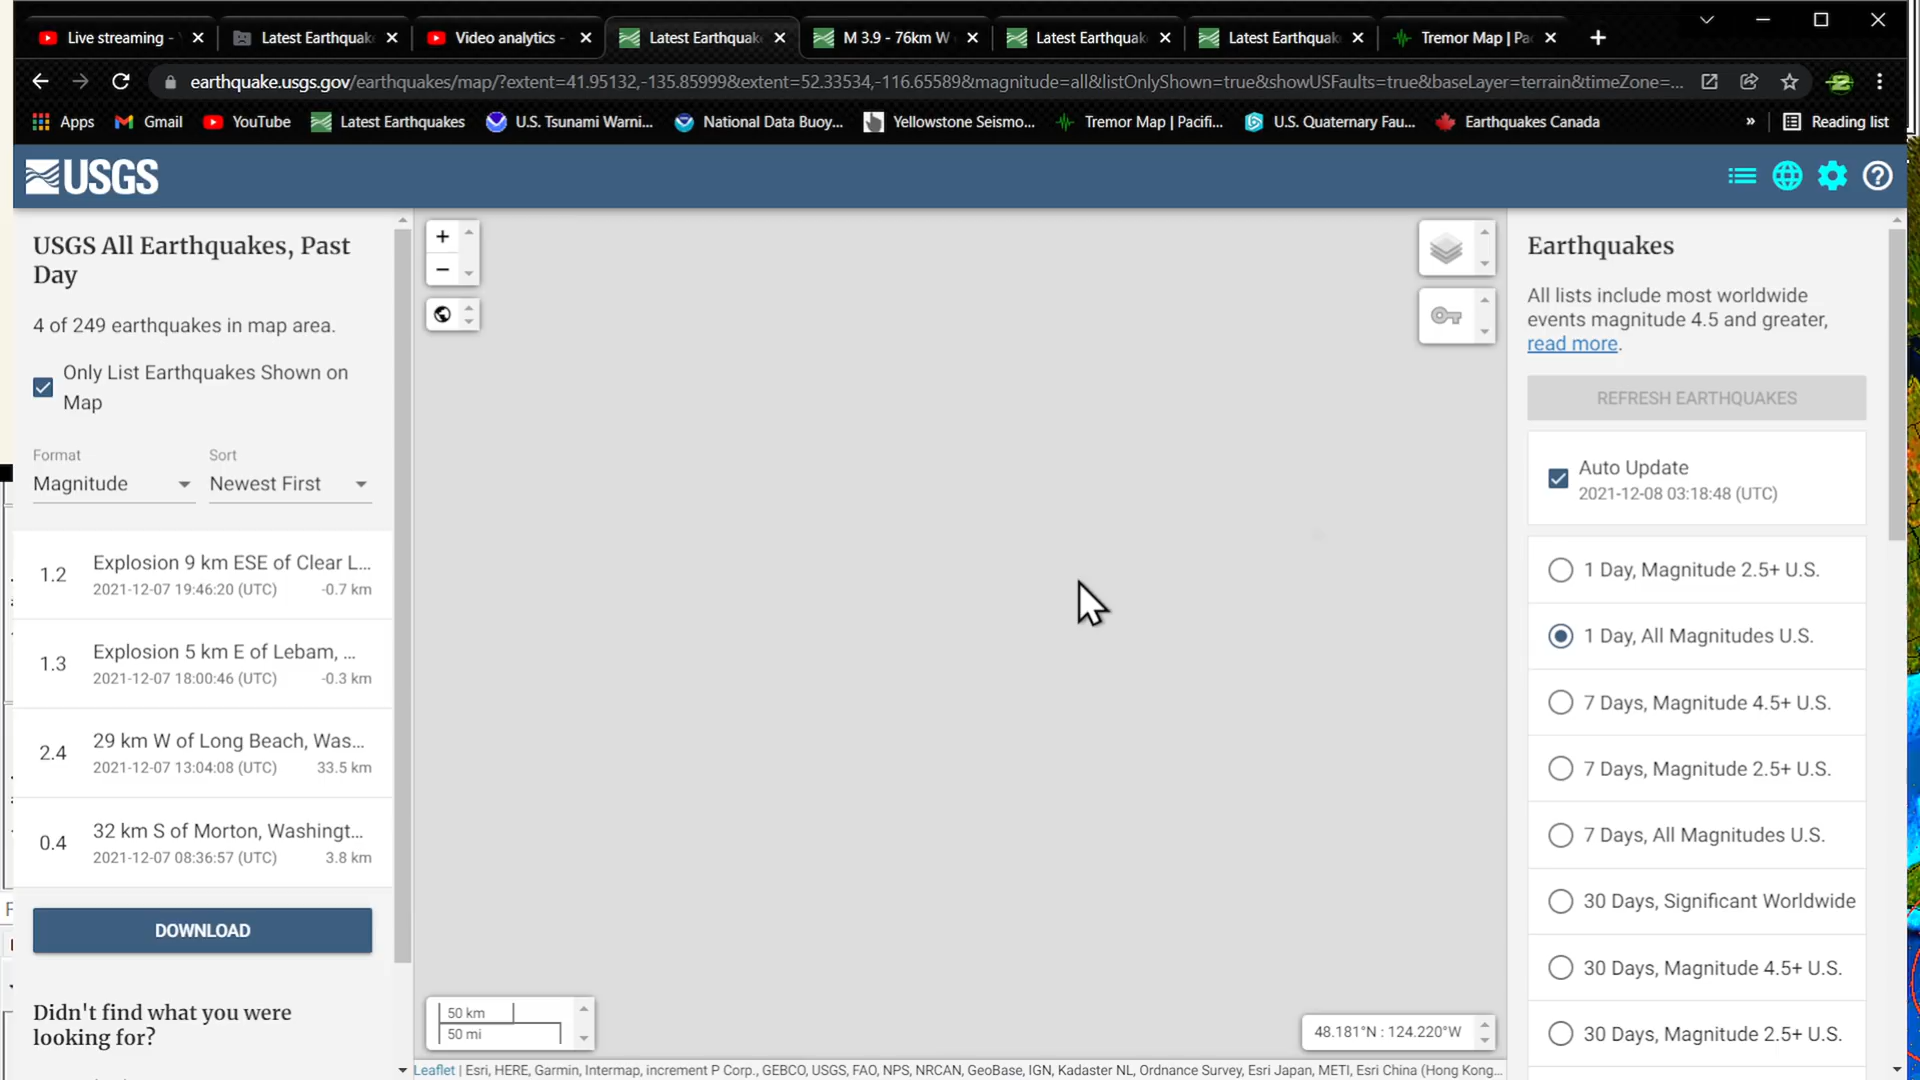 Live streaming -
Latest Earthquak
Video analytics -
Latest Earthquak
M 3.9 - 76km W
Latest Earthquak
Latest Earthquak
Tremor Map | Pac
earthquake.usgs.gov/earthquakes/map/?extent=41.95132,-135.85999&extent=52.33534,-116.65589&magnitude=all&listOnlyShown=true&showUSFaults=true&baseLayer=terrain&timeZone=...
Apps
Gmail
YouTube
Latest Earthquakes
U.S. Tsunami Warni...
National Data Buoy...
Yellowstone Seismo...
Tremor Map | Pacifi...
U.S. Quaternary Fau...
Earthquakes Canada
»
Reading list
USGS
USGS All Earthquakes, Past
Day
4 of 249 earthquakes in map area.
Only List Earthquakes Shown on
Map
Format
Sort
Magnitude
Newest First
1.2
Explosion 9 km ESE of Clear L...
2021-12-07 19:46:20 (UTC)
-0.7 km
1.3
Explosion 5 km E of Lebam, ...
2021-12-07 18:00:46 (UTC)
-0.3 km
2.4
29 km W of Long Beach, Was...
2021-12-07 13:04:08 (UTC)
33.5 km
0.4
32 km S of Morton, Washingt...
2021-12-07 08:36:57 (UTC)
3.8 km
DOWNLOAD
Didn't find what you were
looking for?
+
−
50 km
50 mi
48.181°N : 124.220°W
Leaflet | Esri, HERE, Garmin, Intermap, increment P Corp., GEBCO, USGS, FAO, NPS, NRCAN, GeoBase, IGN, Kadaster NL, Ordnance Survey, Esri Japan, METI, Esri China (Hong Kong...
Earthquakes
All lists include most worldwide
events magnitude 4.5 and greater,
read more.
REFRESH EARTHQUAKES
Auto Update
2021-12-08 03:18:48 (UTC)
1 Day, Magnitude 2.5+ U.S.
1 Day, All Magnitudes U.S.
7 Days, Magnitude 4.5+ U.S.
7 Days, Magnitude 2.5+ U.S.
7 Days, All Magnitudes U.S.
30 Days, Significant Worldwide
30 Days, Magnitude 4.5+ U.S.
30 Days, Magnitude 2.5+ U.S.